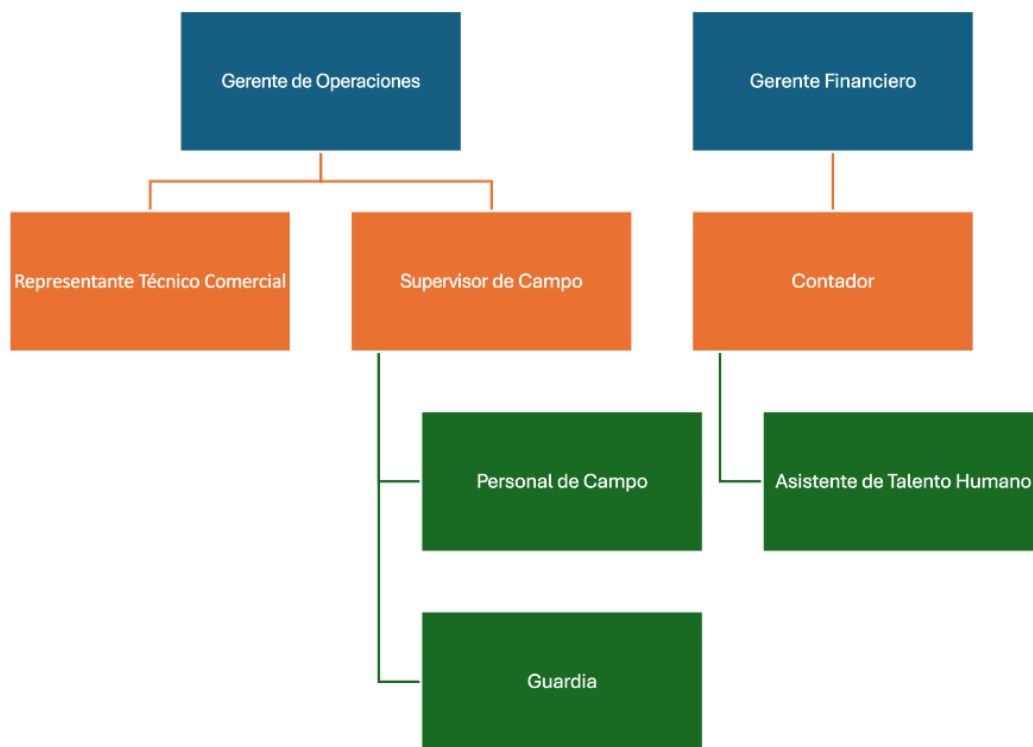 Gerente de Operaciones
Gerente Financiero
Representante Técnico Comercial
Supervisor de Campo
Contador
Personal de Campo
Asistente de Talento Humano
Guardia